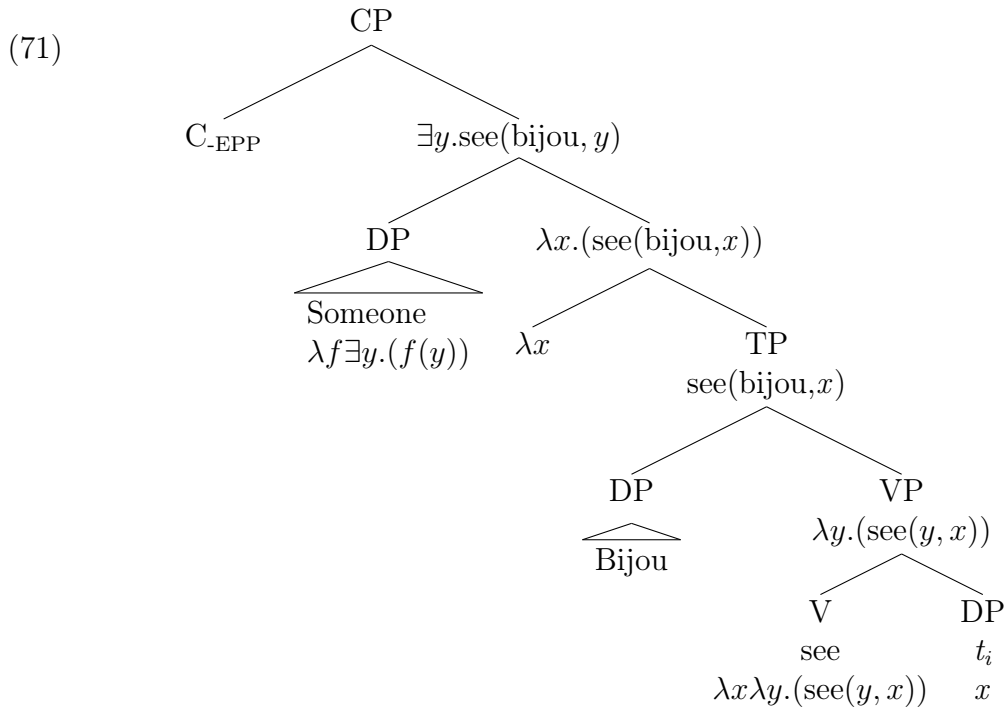 CP
(71)
C-EPP
∃y.see(bijou, y)
DP
λx.(see(bijou,x))
Someone
λf∃y.(f(y))
λx
TP
see(bijou,x)
DP
VP
λy.(see(y, x))
Bijou
V
DP
see
t_i
λxλy.(see(y, x))
x